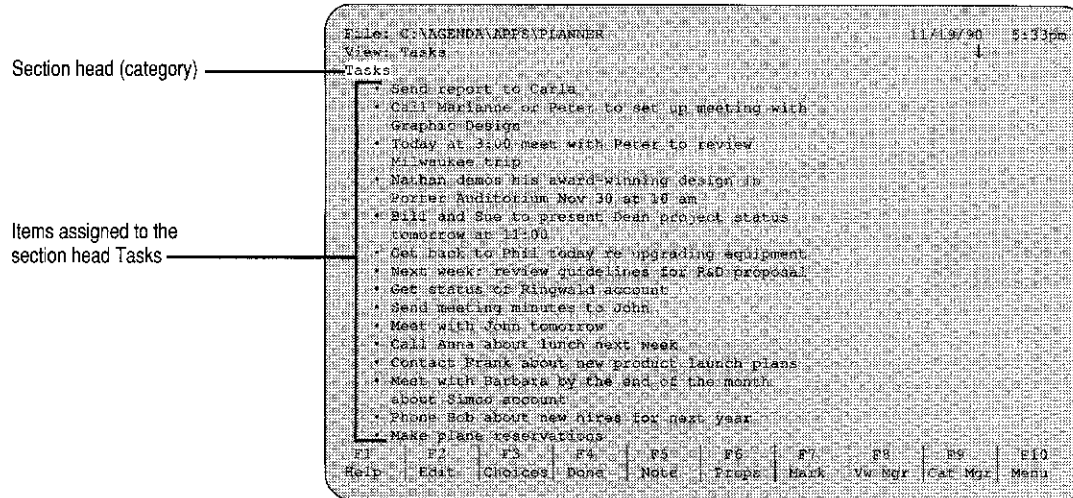 File: C:\AGENDA\APPS\PLANNER 11/19/90 5:33pm
View: Tasks
Section head (category)
Tasks
• Send report to Carla
• Call Marianne or Peter to set up meeting with
Graphic Design
• Today at 3:00 meet with Peter to review
Milwaukee trip
• Nathan demos his award-winning design in
Porter Auditorium Nov 30 at 10 am
• Bill and Sue to present Dean project status
tomorrow at 11:00
Items assigned to the
section head Tasks
• Get back to Phil today re upgrading equipment
• Next week: review guidelines for R&D proposal
• Get status of Ringwald account
• Send meeting minutes to John
• Meet with John tomorrow
• Call Anna about lunch next week
• Contact Frank about new product launch plans
• Meet with Barbara by the end of the month
about Simco account
• Phone Bob about new hires for next year
• Make plane reservations
F1 F2 F3 F4 F5 F6 F7 F8 F9 F10
Help Edit Choices Done Note Props Mark Vw Mgr Cat Mgr Menu